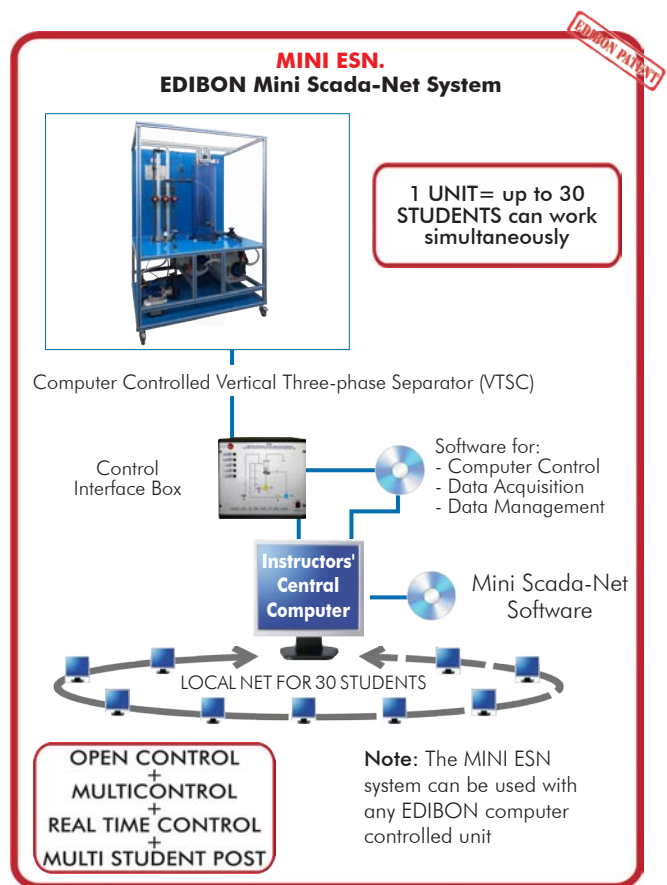 EDIBON PATENT
MINI ESN.
EDIBON Mini Scada-Net System
1 UNIT= up to 30
STUDENTS can work
simultaneously
Computer Controlled Vertical Three-phase Separator (VTSC)
Control
Interface Box
Software for:
- Computer Control
- Data Acquisition
- Data Management
Instructors'
Central
Computer
Mini Scada-Net
Software
LOCAL NET FOR 30 STUDENTS
OPEN CONTROL
+
MULTICONTROL
+
REAL TIME CONTROL
+
MULTI STUDENT POST
Note: The MINI ESN
system can be used with
any EDIBON computer
controlled unit